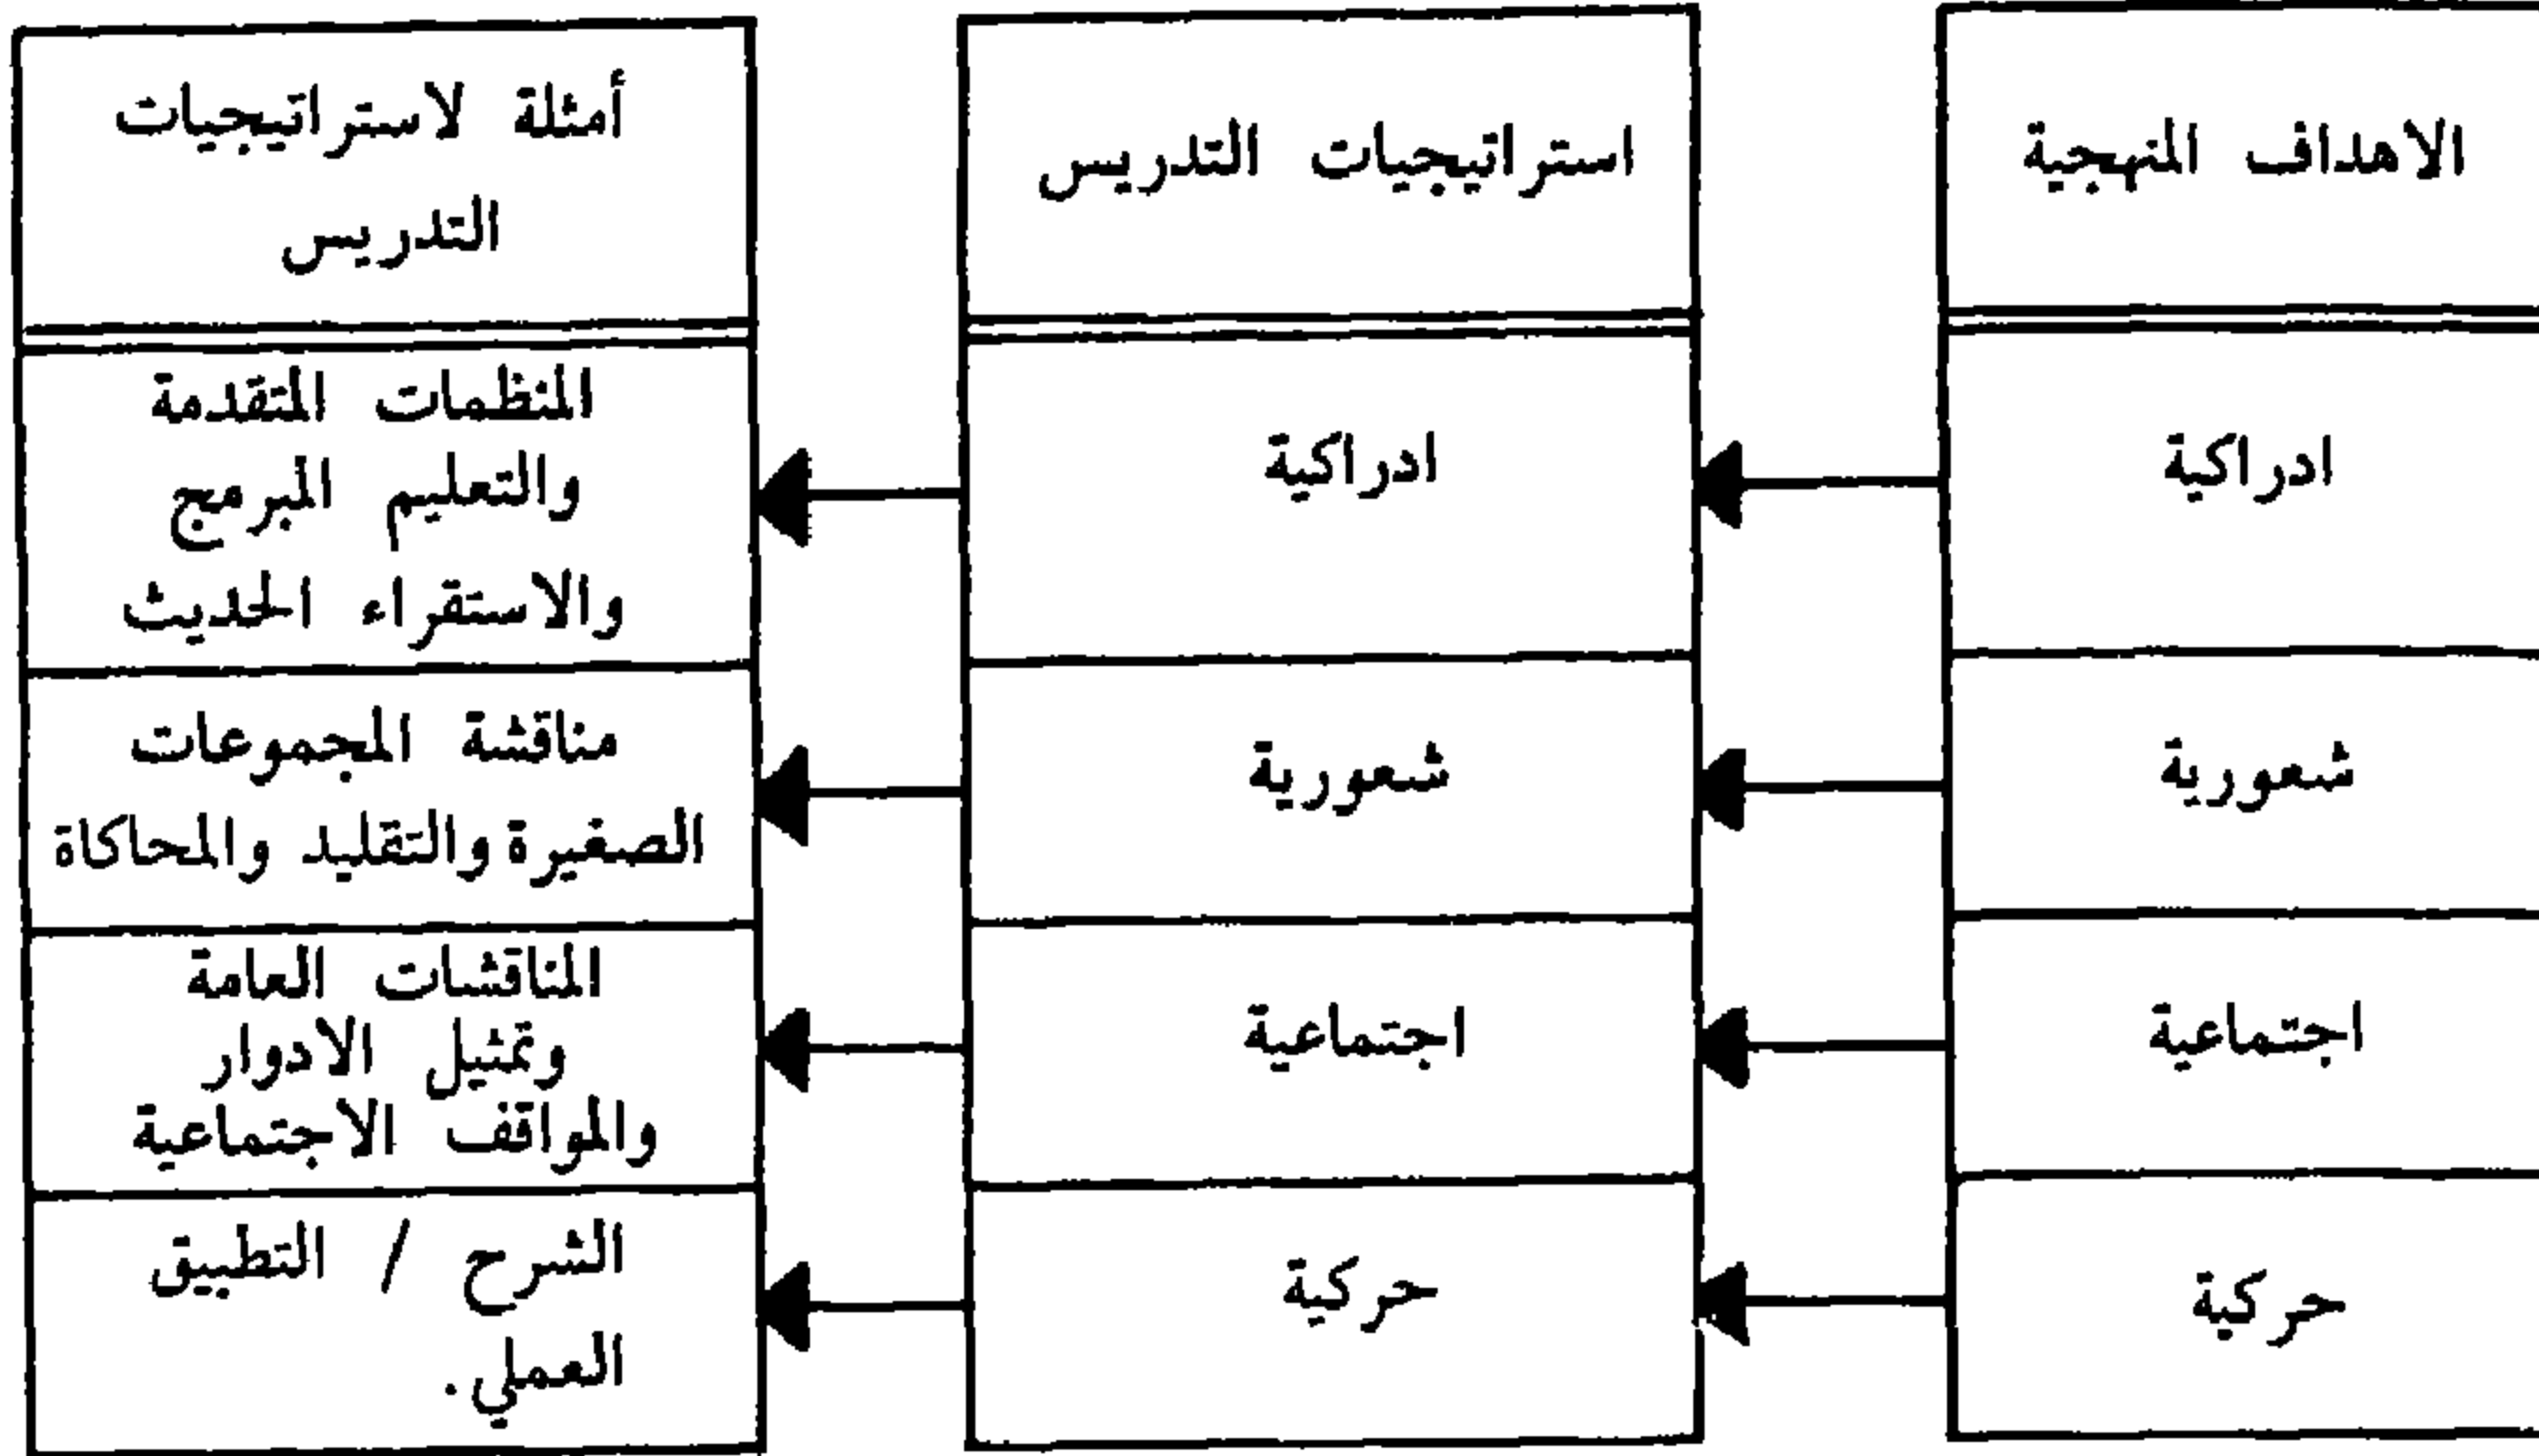 الاهداف المنهجية
استراتيجيات التدريس
أمثلة لاستراتيجيات
التدريس
ادراكية
ادراكية
المنظمات المتقدمة
والتعليم المبرمج
والاستقراء الحديث
شعورية
شعورية
مناقشة المجموعات
الصغيرة والتقليد والمحاكاة
اجتماعية
اجتماعية
المناقشات العامة
وتمثيل الادوار
والمواقف الاجتماعية
حركية
حركية
الشرح / التطبيق
العملي.